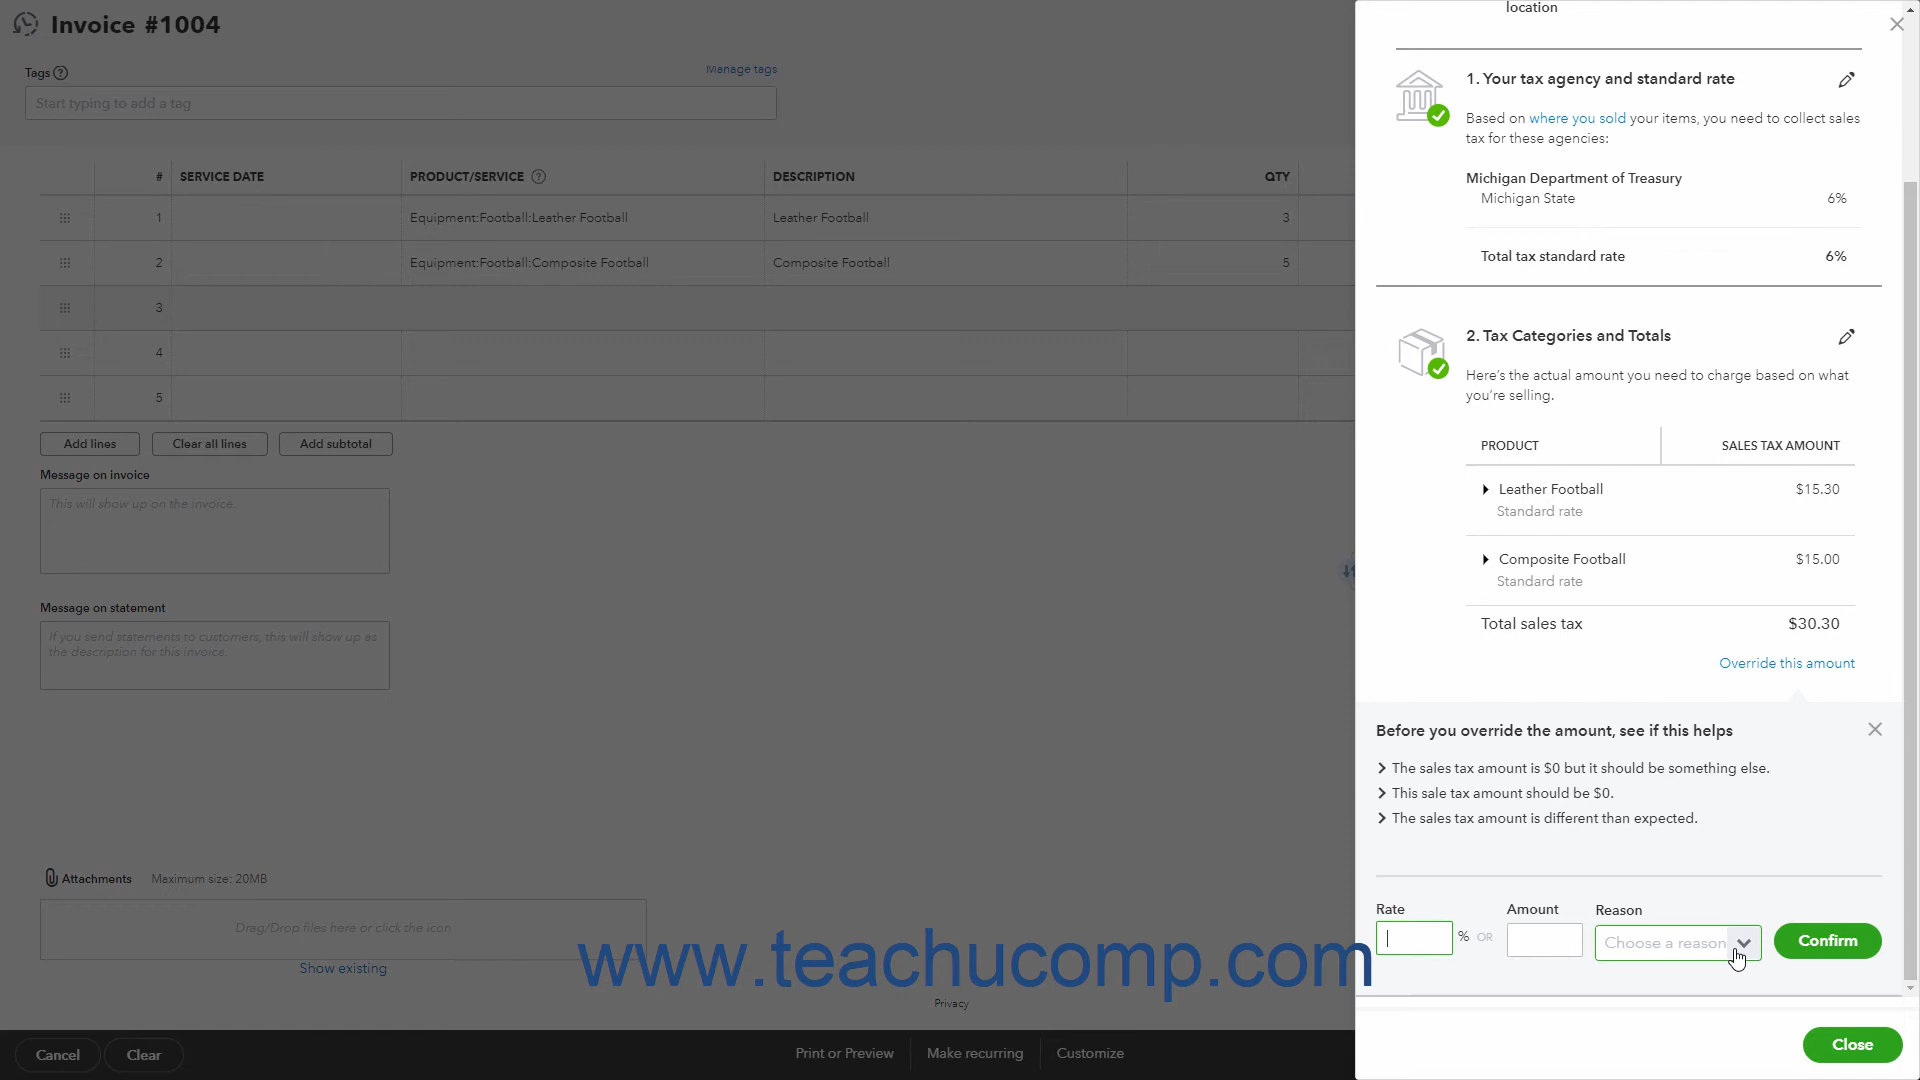 Invoice #1004
Tags ?
Manage tags
Start typing to add a tag
# SERVICE DATE PRODUCT/SERVICE ? DESCRIPTION QTY
1 Equipment:Football:Leather Football Leather Football 3
2 Equipment:Football:Composite Football Composite Football 5
3
4
5
Add lines Clear all lines Add subtotal
Message on invoice
This will show up on the invoice.
Message on statement
If you send statements to customers, this will show up as
the description for this invoice.
Attachments Maximum size: 20MB
Drag/Drop files here or click the icon
Show existing
www.teachucomp.com
Privacy
Cancel Clear Print or Preview Make recurring Customize
location
1. Your tax agency and standard rate
Based on where you sold your items, you need to collect sales
tax for these agencies:
Michigan Department of Treasury
Michigan State 6%
Total tax standard rate 6%
2. Tax Categories and Totals
Here's the actual amount you need to charge based on what
you're selling.
PRODUCT SALES TAX AMOUNT
Leather Football $15.30
Standard rate
Composite Football $15.00
Standard rate
Total sales tax $30.30
Override this amount
Before you override the amount, see if this helps
The sales tax amount is $0 but it should be something else.
This sale tax amount should be $0.
The sales tax amount is different than expected.
Rate Amount Reason
% OR Choose a reason Confirm
Close